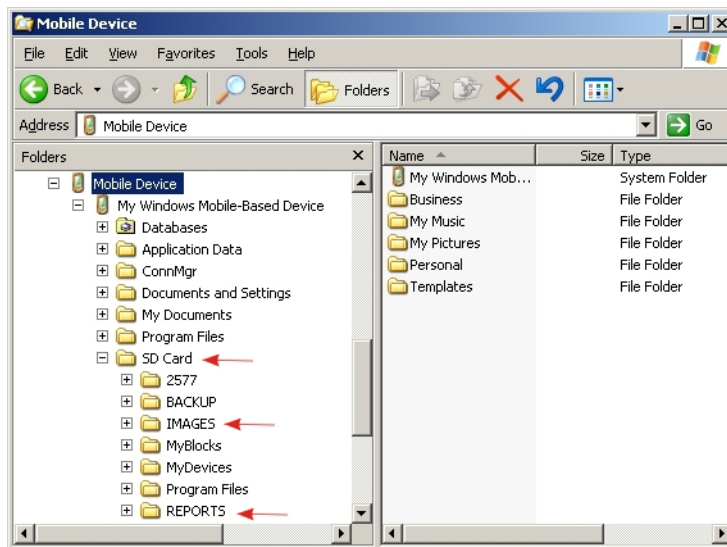 Mobile Device
File Edit View Favorites Tools Help
Back Search Folders
Address Mobile Device Go
Folders
Mobile Device
My Windows Mobile-Based Device
Databases
Application Data
ConnMgr
Documents and Settings
My Documents
Program Files
SD Card
2577
BACKUP
IMAGES
MyBlocks
MyDevices
Program Files
REPORTS
Name Size Type
My Windows Mob... System Folder
Business File Folder
My Music File Folder
My Pictures File Folder
Personal File Folder
Templates File Folder